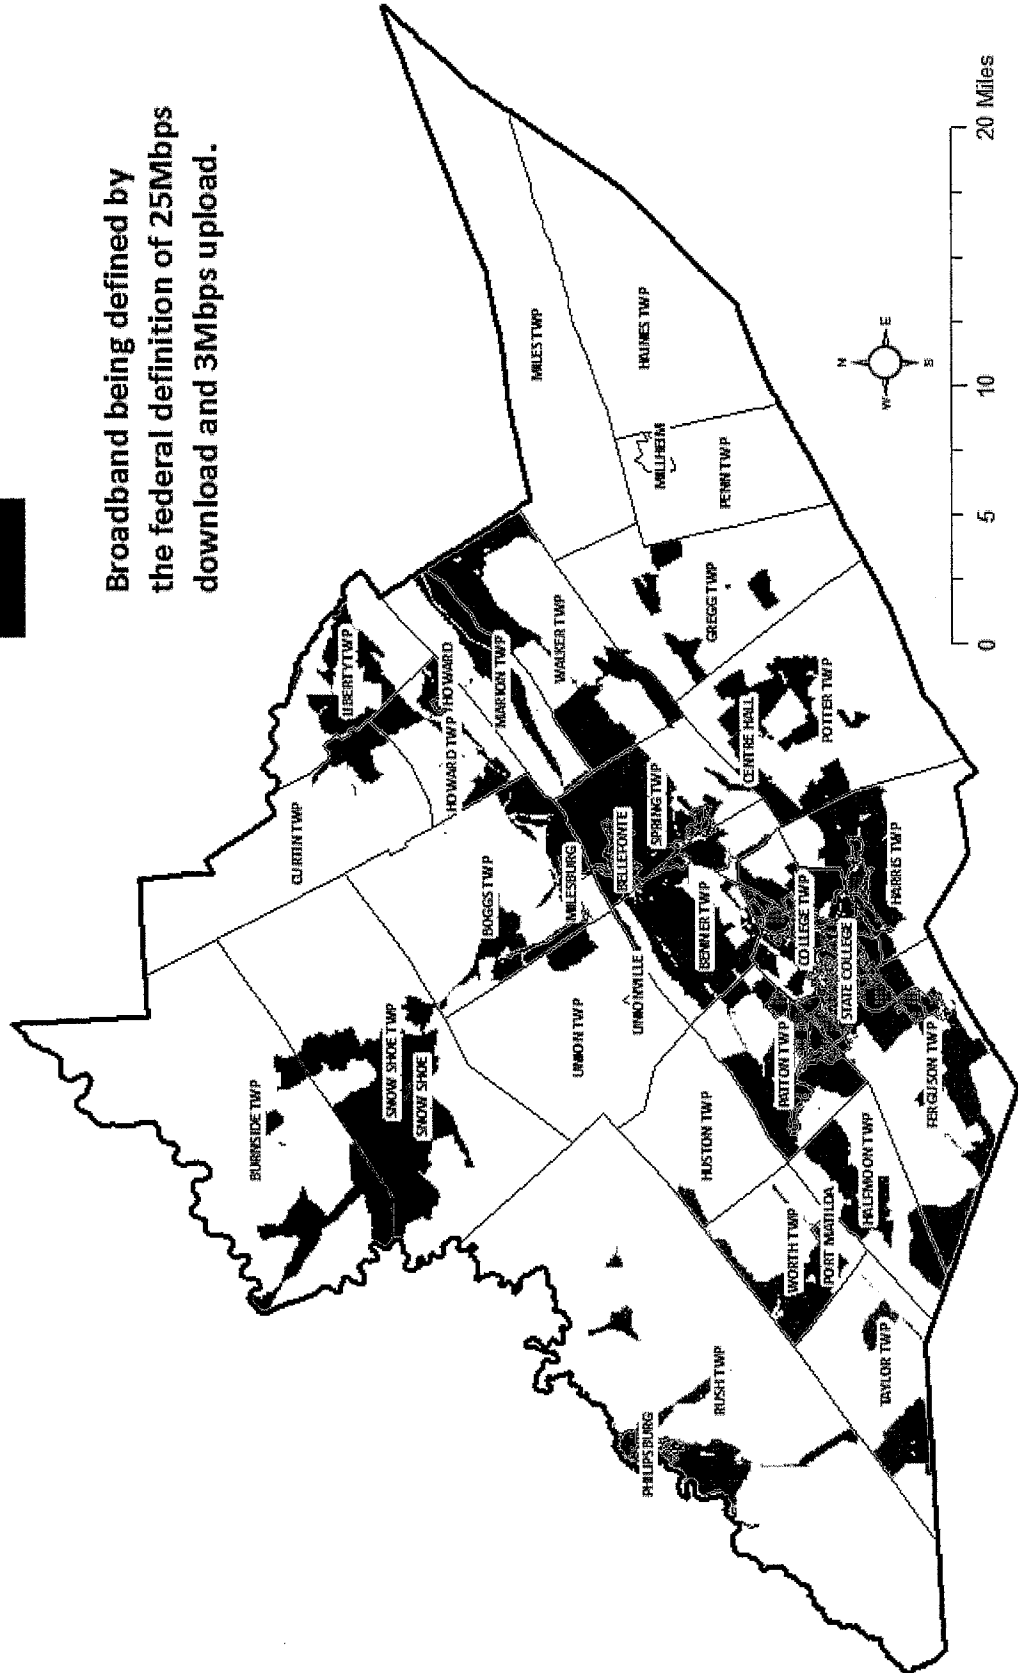 Broadband being defined by
the federal definition of 25Mbps
download and 3Mbps upload.
BURNSIDE TWP
SNOW SHOE TWP
SNOW SHOE
CURTIN TWP
LIBERTY TWP
HOWARD
HOWARD TWP
MARION TWP
BOGGS TWP
MILESBURG
UNION TWP
UNIONVILLE
WALKER TWP
BELLEFONTE
SPRING TWP
BENNER TWP
MILES TWP
HAINES TWP
MILLHEIM
PENN TWP
GREGG TWP
CENTRE HALL
POTTER TWP
HUSTON TWP
PHILIPSBURG
RUSH TWP
WORTH TWP
PORT MATILDA
PATTON TWP
COLLEGE TWP
STATE COLLEGE
HARRIS TWP
HALFMOON TWP
FERGUSON TWP
TAYLOR TWP
N
W
E
S
0 5 10 20 Miles